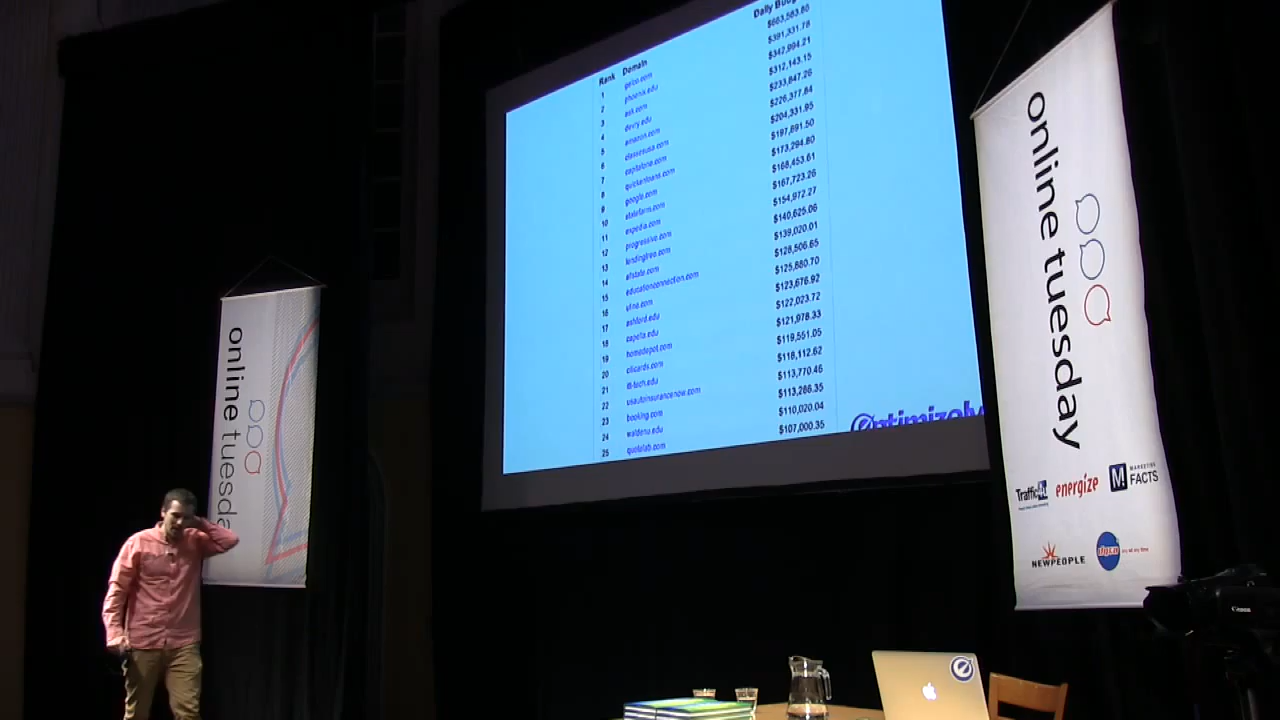 Rank Domain Daily
1 geico.com $663,583.80
2 phoenix.edu $391,331.78
3 ask.com $342,994.21
4 devry.edu $312,143.15
5 amazon.com $233,847.26
6 classesusa.com $226,377.84
7 capitalone.com $204,331.95
8 quickenloans.com $197,691.50
9 google.com $173,294.80
10 statefarm.com $168,453.61
11 expedia.com $167,723.26
12 progressive.com $154,972.27
13 lendingtree.com $140,625.06
14 allstate.com $139,020.01
15 educationconnection.com $128,506.65
16 uline.com $125,880.70
17 ashford.edu $123,676.92
18 capella.edu $122,023.72
19 homedepot.com $121,978.33
20 citicards.com $119,551.05
21 itt-tech.edu $118,112.62
22 usautoinsurancenow.com $113,770.46
23 booking.com $113,286.35
24 waldenu.edu $110,020.04
25 quotelab.com $107,000.35
Optimizely
online tuesday
online tuesda
Traffic4u
energize
M.
MARKETING
FACTS
NEWPEOPLE
Canon